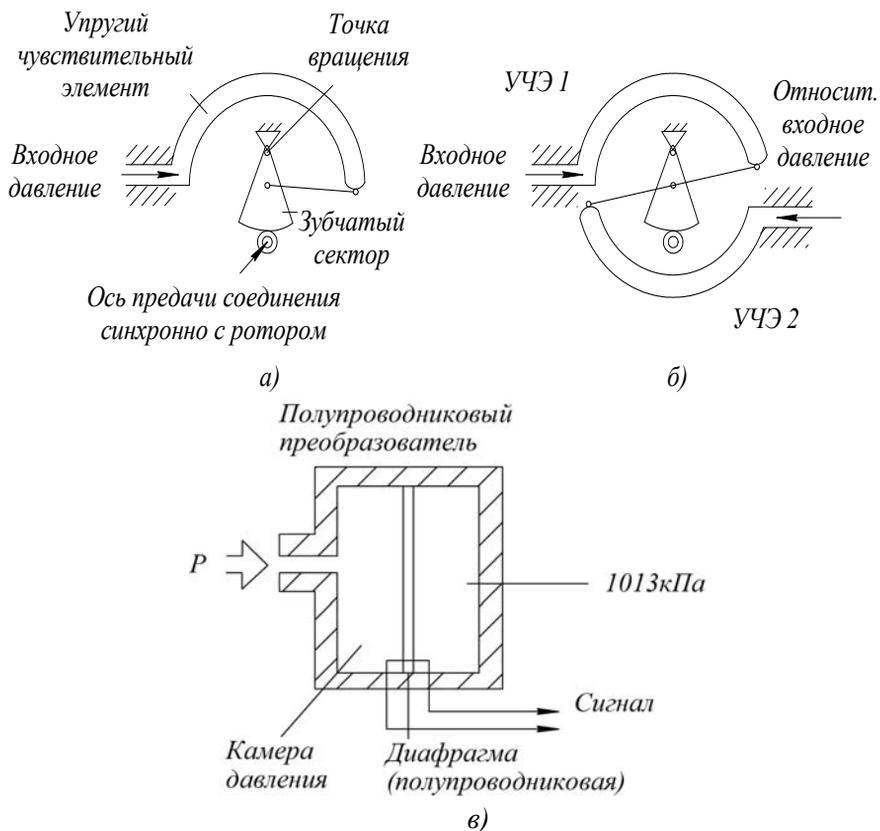 Упругий
чувствительный
элемент
Точка
вращения
Входное
давление
Зубчатый
сектор
Ось передачи соединения
синхронно с ротором
а)
УЧЭ 1
Относит.
входное
давление
Входное
давление
УЧЭ 2
б)
Полупроводниковый
преобразователь
P
1013кПа
Сигнал
Камера
давления
Диафрагма
(полупроводниковая)
в)